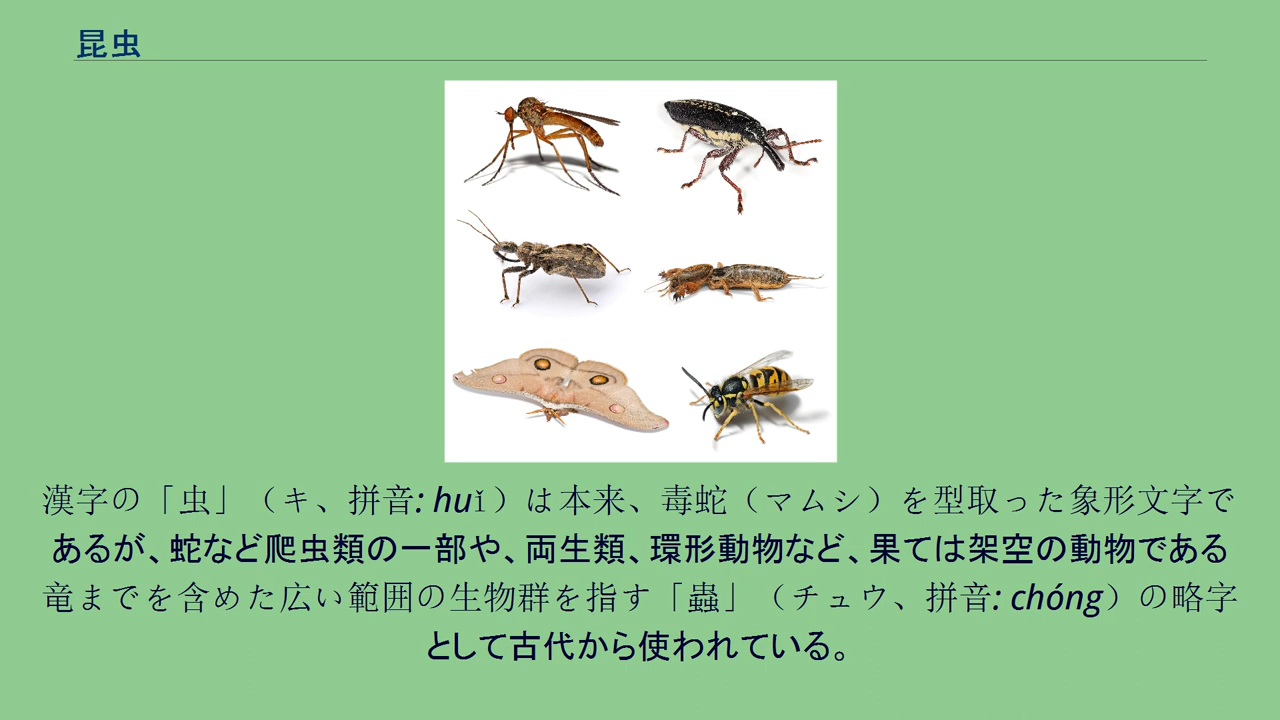 昆虫
漢字の「虫」（キ、拼音: huǐ）は本来、毒蛇（マムシ）を型取った象形文字で
あるが、蛇など爬虫類の一部や、両生類、環形動物など、果ては架空の動物である
竜までを含めた広い範囲の生物群を指す「蟲」（チュウ、拼音: chóng）の略字
として古代から使われている。